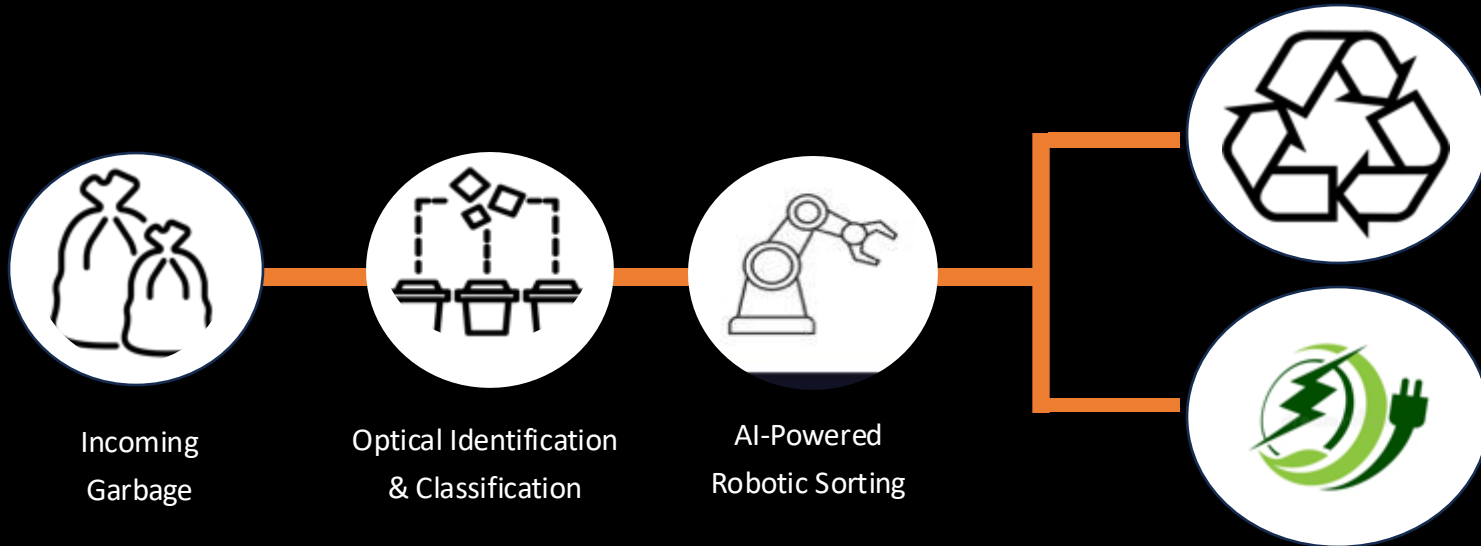 Incoming
Garbage
Optical Identification
& Classification
AI-Powered
Robotic Sorting